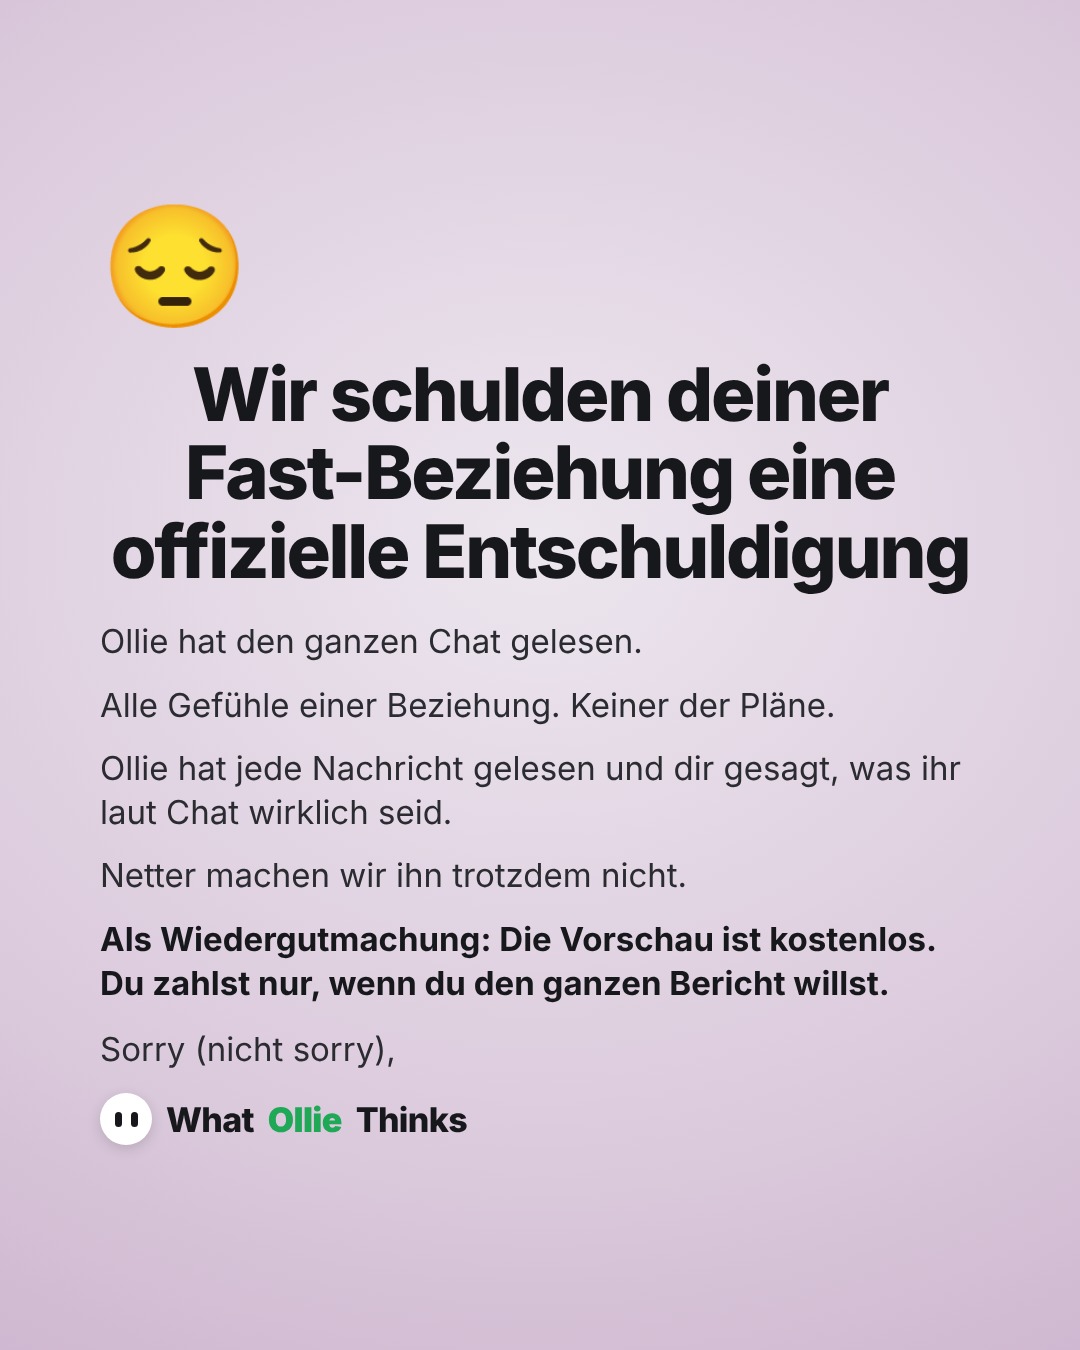 Wir schulden deiner
Fast-Beziehung eine
offizielle Entschuldigung
Ollie hat den ganzen Chat gelesen.
Alle Gefühle einer Beziehung. Keiner der Pläne.
Ollie hat jede Nachricht gelesen und dir gesagt, was ihr
laut Chat wirklich seid.
Netter machen wir ihn trotzdem nicht.
Als Wiedergutmachung: Die Vorschau ist kostenlos.
Du zahlst nur, wenn du den ganzen Bericht willst.
Sorry (nicht sorry),
What Ollie Thinks